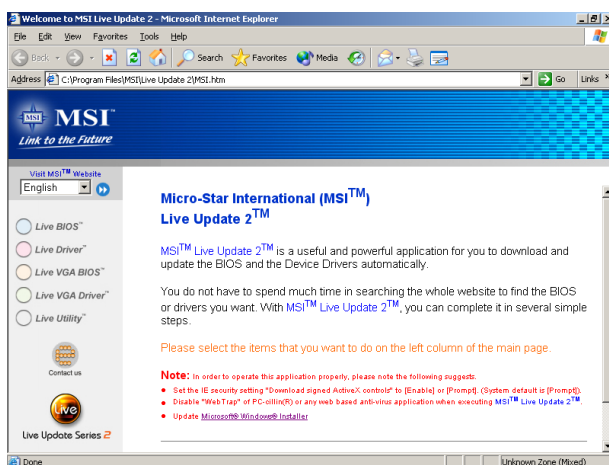 Welcome to MSI Live Update 2 - Microsoft Internet Explorer
File Edit View Favorites Tools Help
Back Search Favorites Media
Address C:\Program Files\MSI\Live Update 2\MSI.htm Go Links »
MSI MSI™
Link to the Future
Visit MSI™ Website
English
Live BIOS™
Live Driver™
Live VGA BIOS™
Live VGA Driver™
Live Utility™
Contact us
Live
Live Update Series 2
Micro-Star International (MSI™)
Live Update 2™
MSI™ Live Update 2™ is a useful and powerful application for you to download and
update the BIOS and the Device Drivers automatically.
You do not have to spend much time in searching the whole website to find the BIOS
or drivers you want. With MSI™ Live Update 2™, you can complete it in several simple
steps.
Please select the items that you want to do on the left column of the main page.
Note: In order to operate this application properly, please note the following suggests.
Set the IE security setting "Download signed ActiveX controls" to [Enable] or [Prompt]. (System default is [Prompt]).
Disable "WebTrap" of PC-cillin(R) or any web based anti-virus application when executing MSI™ Live Update 2™.
Update Microsoft® Windows® Installer
Done Unknown Zone (Mixed)